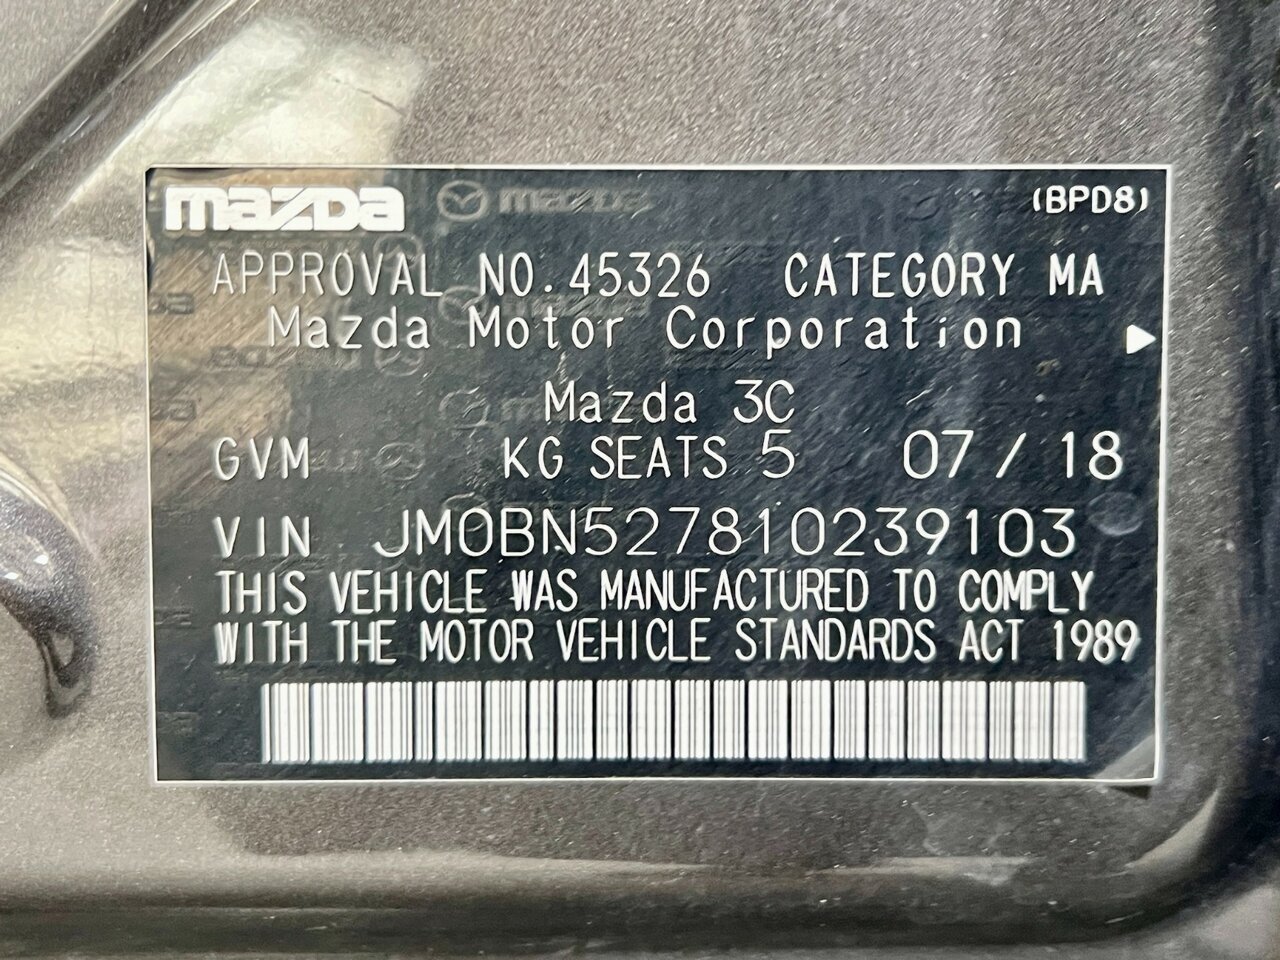 mazda (BPD8)
APPROVAL NO.45326 CATEGORY MA
Mazda Motor Corporation
Mazda 3C
GVM KG SEATS 5 07 / 18
VIN JM0BN527810239103
THIS VEHICLE WAS MANUFACTURED TO COMPLY
WITH THE MOTOR VEHICLE STANDARDS ACT 1989